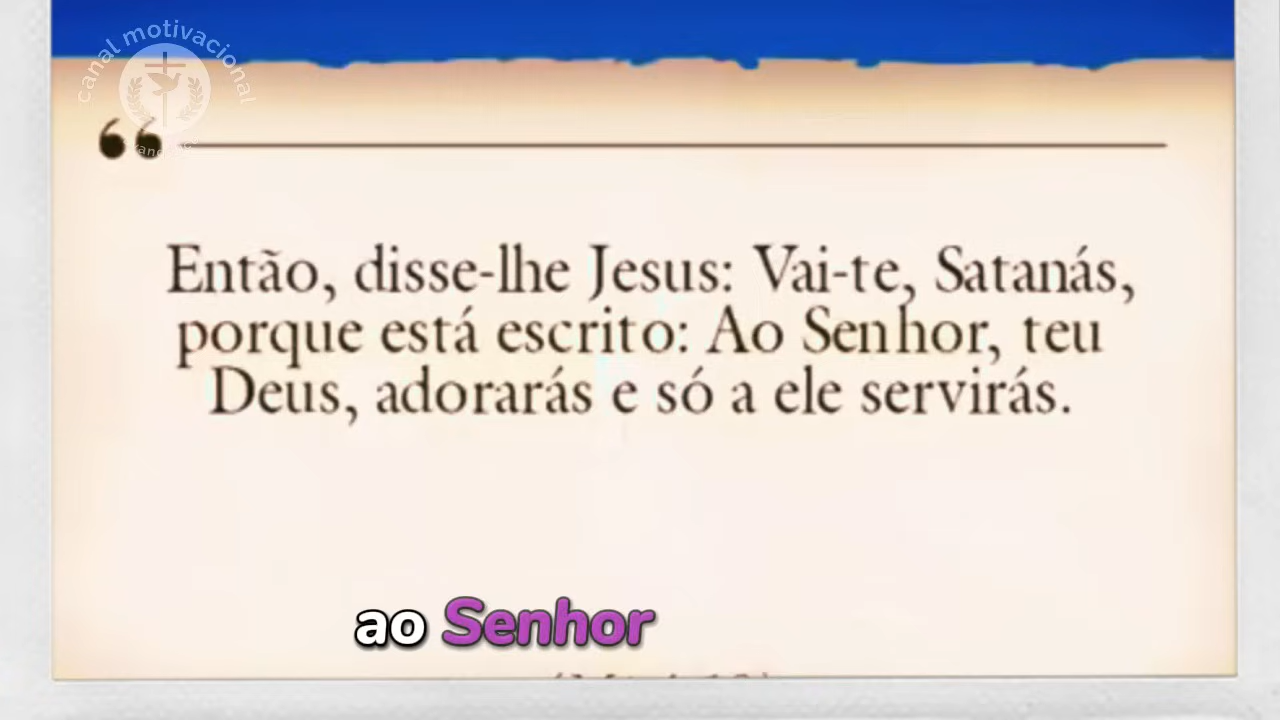 canal motivacional
Então, disse-lhe Jesus: Vai-te, Satanás,
porque está escrito: Ao Senhor, teu
Deus, adorarás e só a ele servirás.
ao Senhor